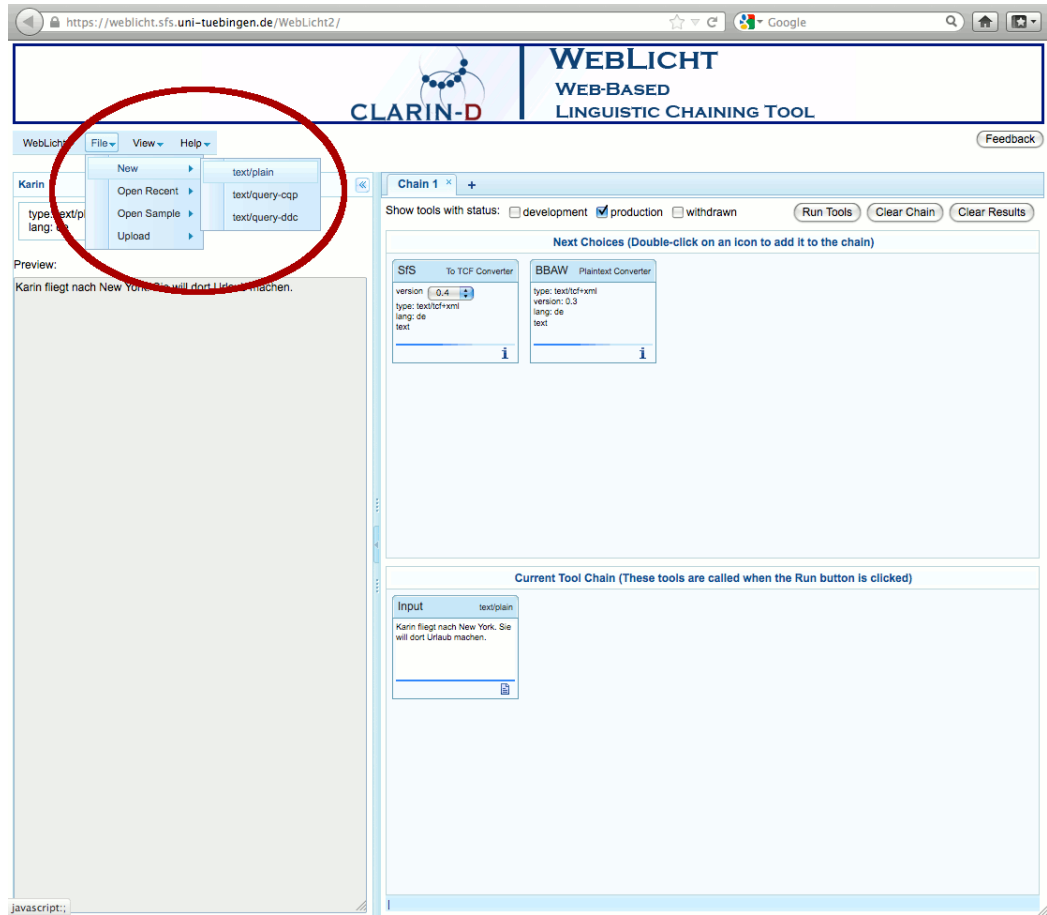 https://weblicht.sfs.uni-tuebingen.de/WebLicht2/
Google
CLARIN-D
WEBLICHT
WEB-BASED
LINGUISTIC CHAINING TOOL
WebLicht File View Help
Feedback
New
Open Recent
Open Sample
Upload
text/plain
text/query-cqp
text/query-ddc
Karin
lang: de
Preview:
Karin fliegt nach New York. Sie will dort Urlaub machen.
Chain 1 × +
Show tools with status: development production withdrawn Run Tools Clear Chain Clear Results
Next Choices (Double-click on an icon to add it to the chain)
SfS To TCF Converter
version 0.4
type: text/tcf+xml
lang: de
text
BBAW Plaintext Converter
type: text/tcf+xml
version: 0.3
lang: de
text
Current Tool Chain (These tools are called when the Run button is clicked)
Input text/plain
Karin fliegt nach New York. Sie
will dort Urlaub machen.
javascript:;